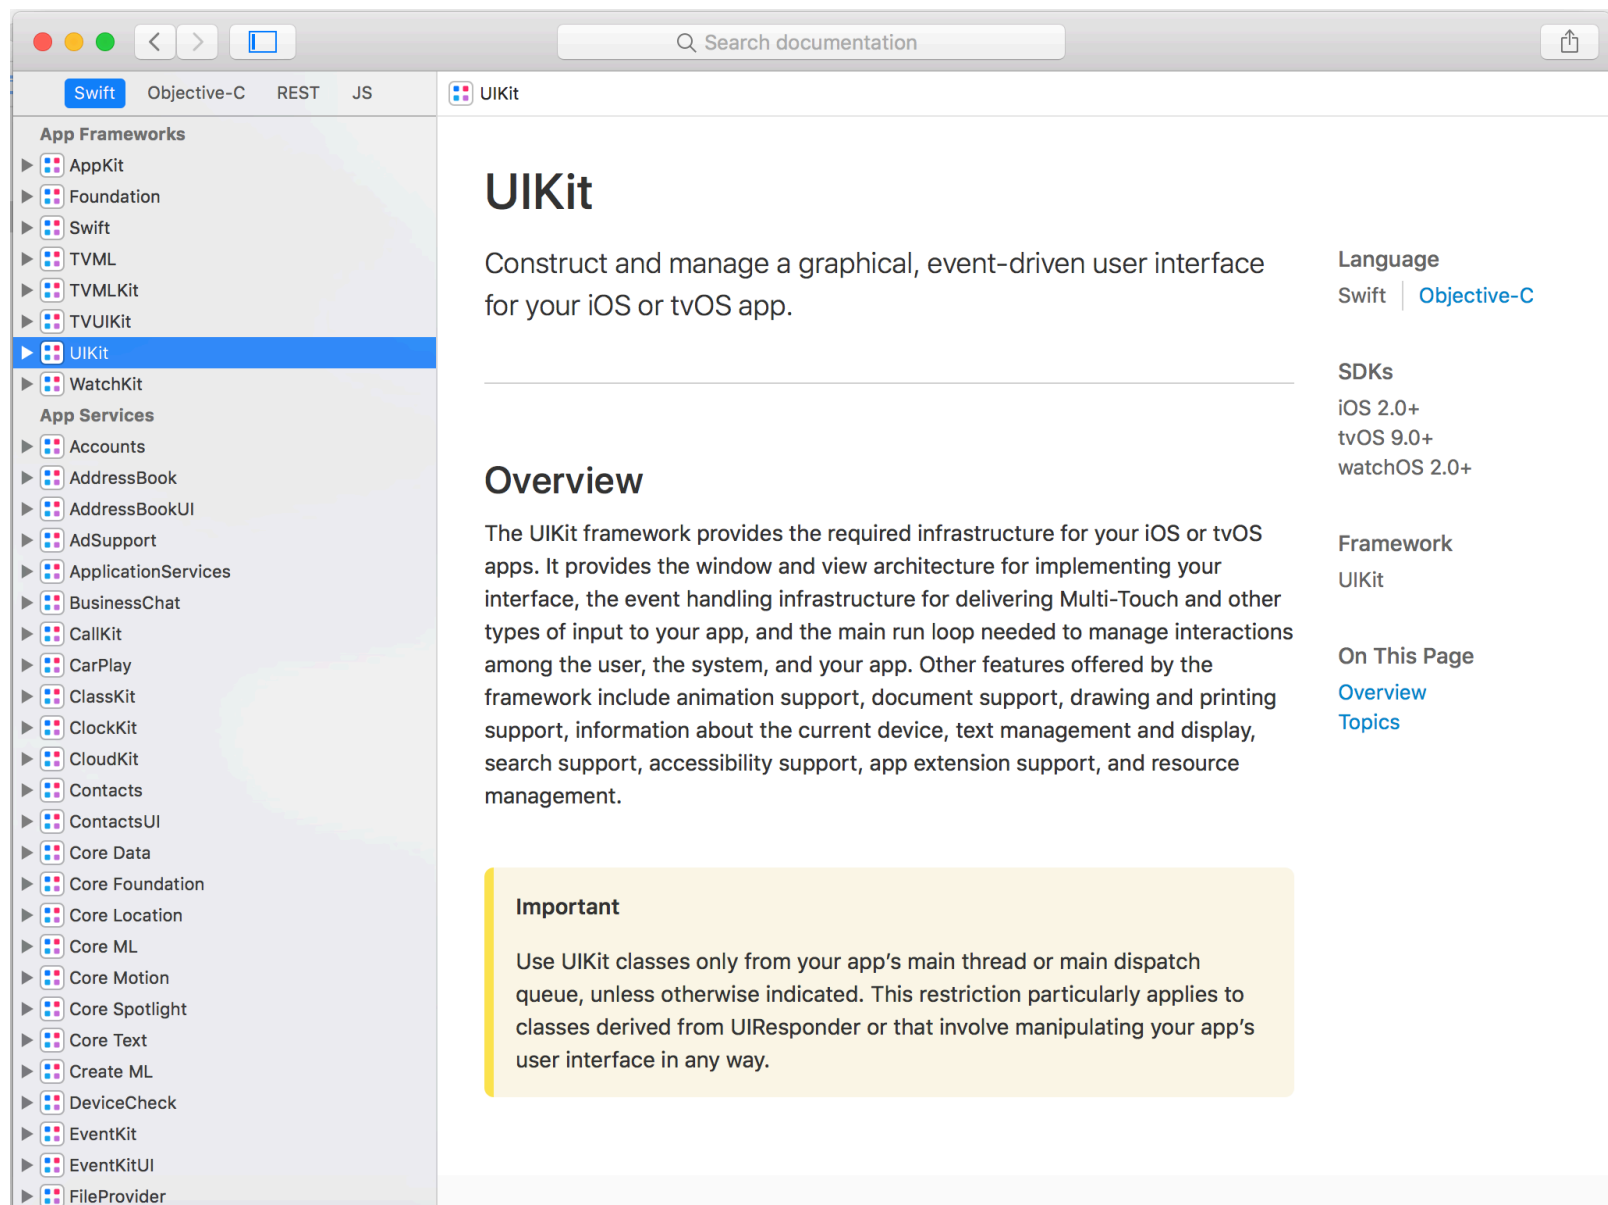 Search documentation
Swift Objective-C REST JS
UIKit
App Frameworks
AppKit
Foundation
Swift
TVML
TVMLKit
TVUIKit
UIKit
WatchKit
App Services
Accounts
AddressBook
AddressBookUI
AdSupport
ApplicationServices
BusinessChat
CallKit
CarPlay
ClassKit
ClockKit
CloudKit
Contacts
ContactsUI
Core Data
Core Foundation
Core Location
Core ML
Core Motion
Core Spotlight
Core Text
Create ML
DeviceCheck
EventKit
EventKitUI
FileProvider
UIKit
Construct and manage a graphical, event-driven user interface
for your iOS or tvOS app.
Overview
The UIKit framework provides the required infrastructure for your iOS or tvOS
apps. It provides the window and view architecture for implementing your
interface, the event handling infrastructure for delivering Multi-Touch and other
types of input to your app, and the main run loop needed to manage interactions
among the user, the system, and your app. Other features offered by the
framework include animation support, document support, drawing and printing
support, information about the current device, text management and display,
search support, accessibility support, app extension support, and resource
management.
Important
Use UIKit classes only from your app’s main thread or main dispatch
queue, unless otherwise indicated. This restriction particularly applies to
classes derived from UIResponder or that involve manipulating your app’s
user interface in any way.
Language
Swift Objective-C
SDKs
iOS 2.0+
tvOS 9.0+
watchOS 2.0+
Framework
UIKit
On This Page
Overview
Topics